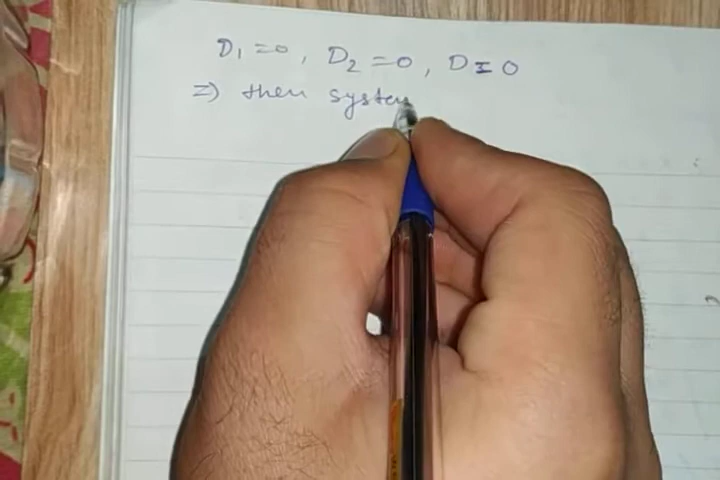 D₁ = 0, D₂ = 0, D = 0
⇒ then system